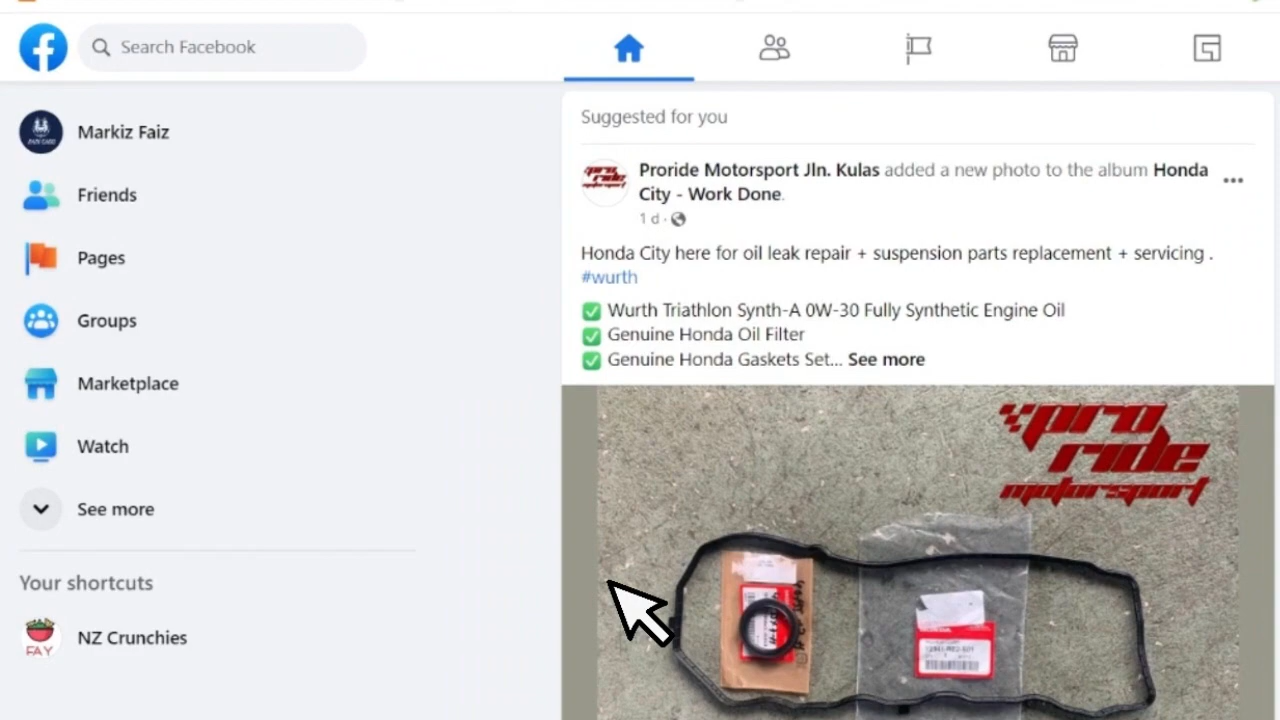 Search Facebook
Markiz Faiz
Friends
Pages
Groups
Marketplace
Watch
See more
Your shortcuts
FAY
NZ Crunchies
Suggested for you
Proride Motorsport Jln. Kulas added a new photo to the album Honda
City - Work Done.
1 d ·
Honda City here for oil leak repair + suspension parts replacement + servicing .
#wurth
Wurth Triathlon Synth-A 0W-30 Fully Synthetic Engine Oil
Genuine Honda Oil Filter
Genuine Honda Gaskets Set... See more
pro
ride
motorsport
HONDA